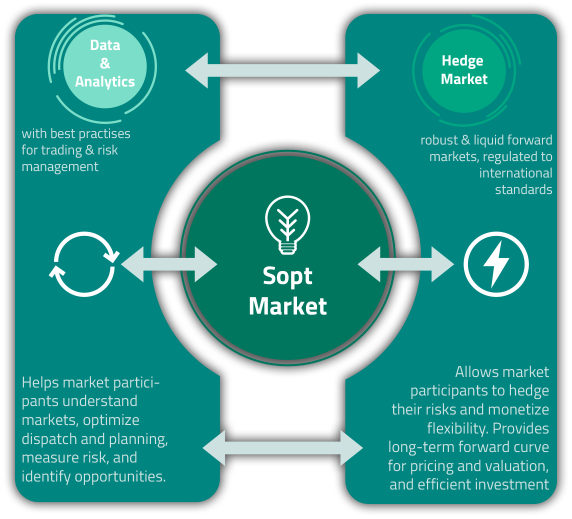 Data
&
Analytics
with best practises
for trading & risk
management
Hedge
Market
robust & liquid forward
markets, regulated to
international
standards
Sopt
Market
Helps market partici-
pants understand
markets, optimize
dispatch and planning,
measure risk, and
identify opportunities.
Allows market
participants to hedge
their risks and monetize
flexibility. Provides
long-term forward curve
for pricing and valuation,
and efficient investment